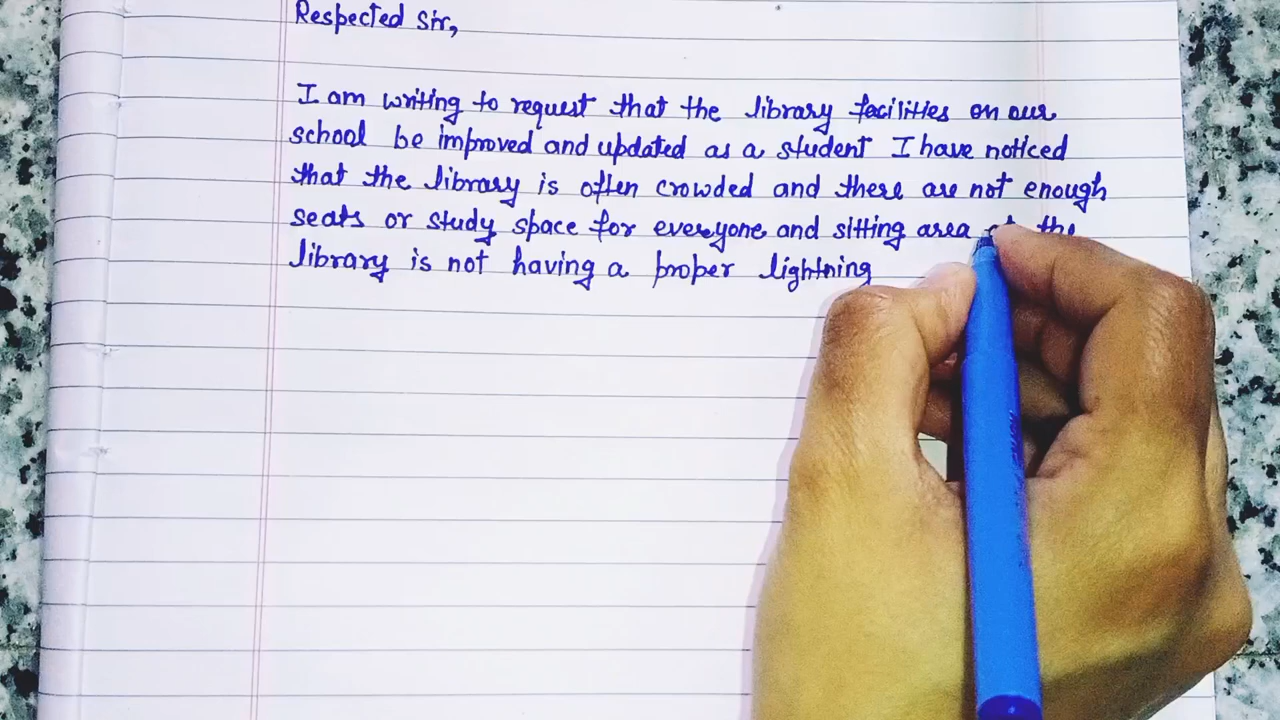 Respected Sir,
I am writing to request that the library facilities on our
school be improved and updated as a student I have noticed
that the library is often crowded and there are not enough
seats or study space for everyone and sitting area the
library is not having a proper lightning